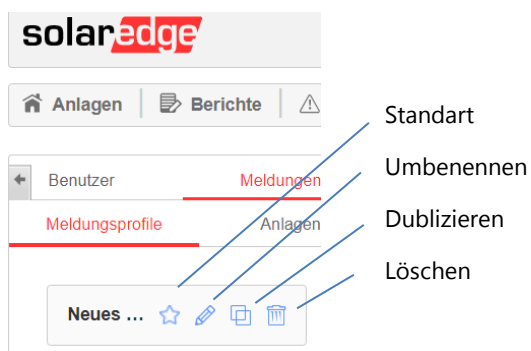 solaredge
Anlagen Berichte
Standart
Umbenennen
Benutzer Meldungen
Dublizieren
Meldungsprofile Anlagen
Löschen
Neues ...